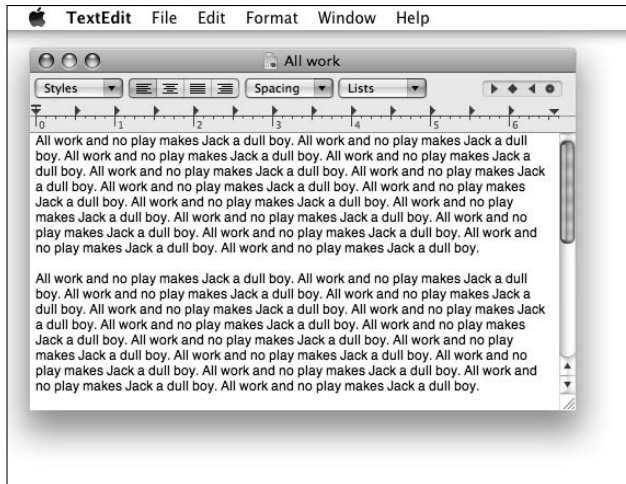 TextEdit File Edit Format Window Help
All work
Styles Spacing Lists
0 1 2 3 4 5 6
All work and no play makes Jack a dull boy. All work and no play makes Jack a dull
boy. All work and no play makes Jack a dull boy. All work and no play makes Jack a
dull boy. All work and no play makes Jack a dull boy. All work and no play makes Jack
a dull boy. All work and no play makes Jack a dull boy. All work and no play makes
Jack a dull boy. All work and no play makes Jack a dull boy. All work and no play
makes Jack a dull boy. All work and no play makes Jack a dull boy. All work and no
play makes Jack a dull boy. All work and no play makes Jack a dull boy. All work and
no play makes Jack a dull boy. All work and no play makes Jack a dull boy.
All work and no play makes Jack a dull boy. All work and no play makes Jack a dull
boy. All work and no play makes Jack a dull boy. All work and no play makes Jack a
dull boy. All work and no play makes Jack a dull boy. All work and no play makes Jack
a dull boy. All work and no play makes Jack a dull boy. All work and no play makes
Jack a dull boy. All work and no play makes Jack a dull boy. All work and no play
makes Jack a dull boy. All work and no play makes Jack a dull boy. All work and no
play makes Jack a dull boy. All work and no play makes Jack a dull boy. All work and
no play makes Jack a dull boy. All work and no play makes Jack a dull boy.